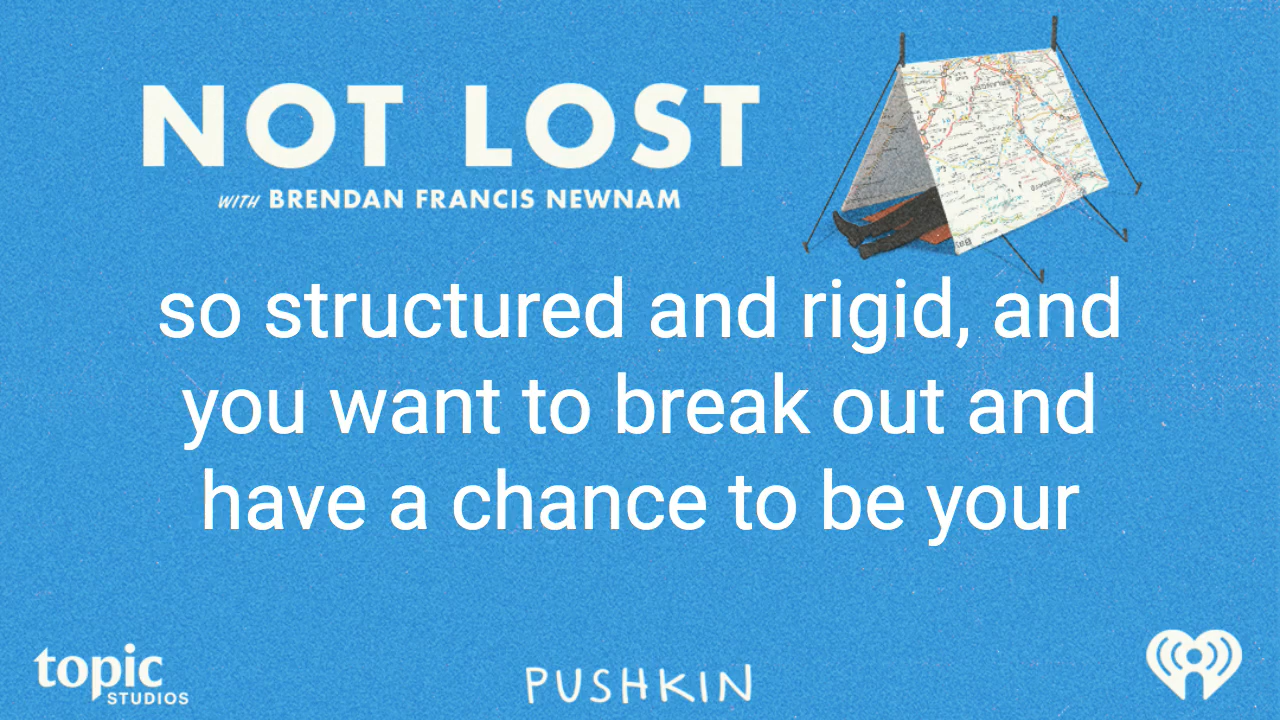 NOT LOST
WITH BRENDAN FRANCIS NEWNAM
so structured and rigid, and
you want to break out and
have a chance to be your
topic
STUDIOS
PUSHKIN